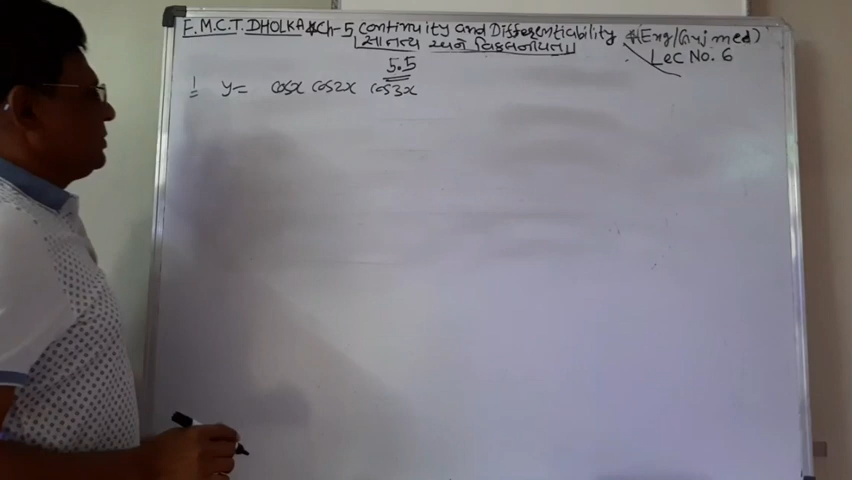 E.M.C.T. DHOLKA Ch-5 Continuity and Differentiability (Eng/Guj med)
સાતત્ય અને વિકલનીયતા
Lec No. 6
5.5
1 y= cosx cos2x cos3x